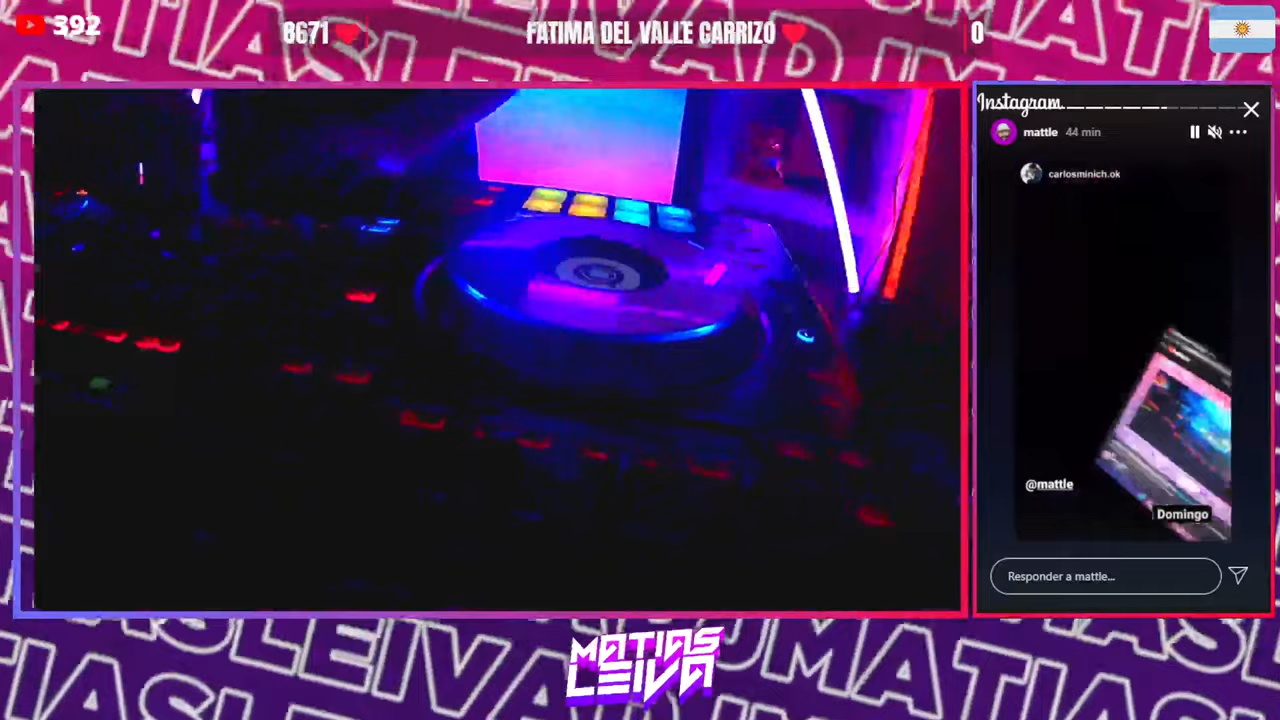 392
8671
FATIMA DEL VALLE CARRIZO
0
Instagram
mattle 44 min
carlosminich.ok
@mattle
Domingo
Responder a mattle...
MATIAS
LEIVA